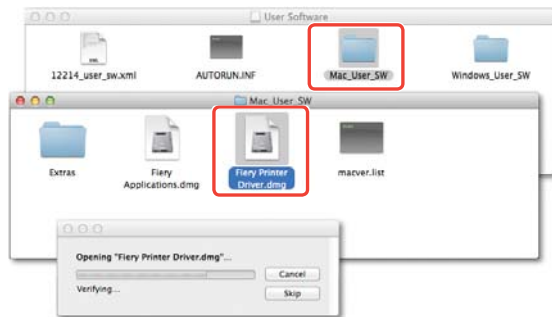 User Software
12214_user_sw.xml
AUTORUN.INF
Mac_User_SW
Windows_User_SW
Mac_User_SW
Extras
Fiery
Applications.dmg
Fiery Printer
Driver.dmg
macver.list
Opening "Fiery Printer Driver.dmg"...
Cancel
Verifying...
Skip